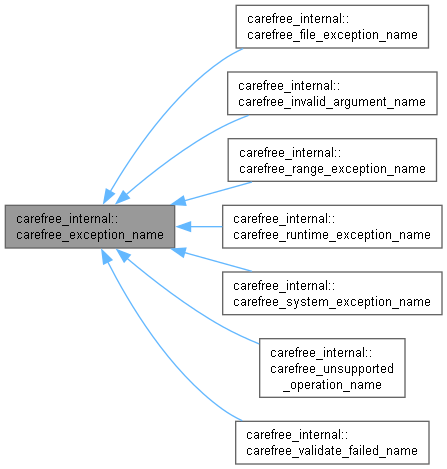 carefree_internal::
carefree_file_exception_name
carefree_internal::
carefree_invalid_argument_name
carefree_internal::
carefree_range_exception_name
carefree_internal::
carefree_exception_name
carefree_internal::
carefree_runtime_exception_name
carefree_internal::
carefree_system_exception_name
carefree_internal::
carefree_unsupported
_operation_name
carefree_internal::
carefree_validate_failed_name